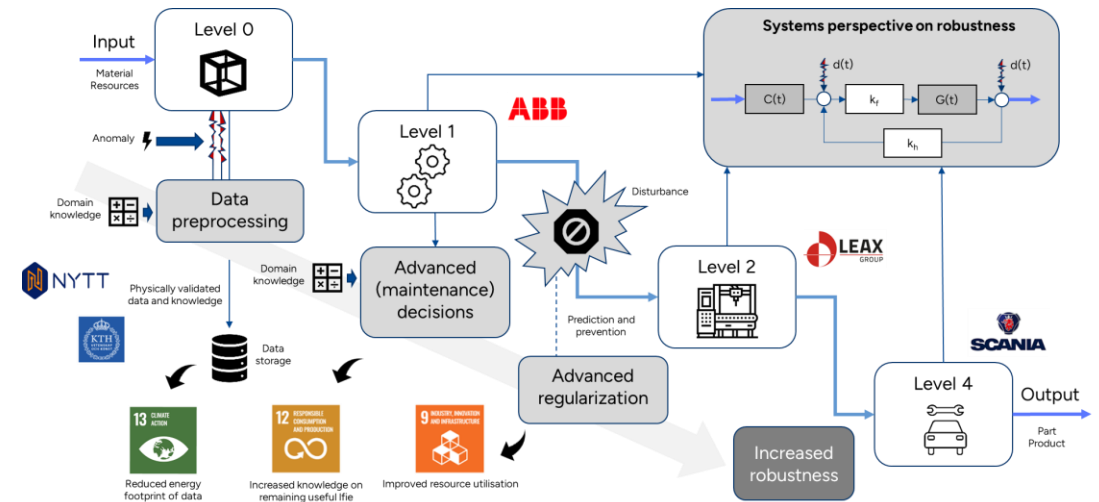 Input
Material
Resources
Level 0
Anomaly
Domain
knowledge
Data
preprocessing
NYTT
KTH
Physically validated
data and knowledge
Data
storage
Level 1
ABB
Domain
knowledge
Advanced
(maintenance)
decisions
Disturbance
Prediction and
prevention
Advanced
regularization
Level 2
LEAX
GROUP
Systems perspective on robustness
d(t)
d(t)
C(t)
kf
G(t)
kh
SCANIA
Level 4
Output
Part
Product
Increased
robustness
13 CLIMATE
ACTION
Reduced energy
footprint of data
12 RESPONSIBLE
CONSUMPTION
AND PRODUCTION
Increased knowledge on
remaining useful lfie
9 INDUSTRY, INNOVATION
AND INFRASTRUCTURE
Improved resource utilisation